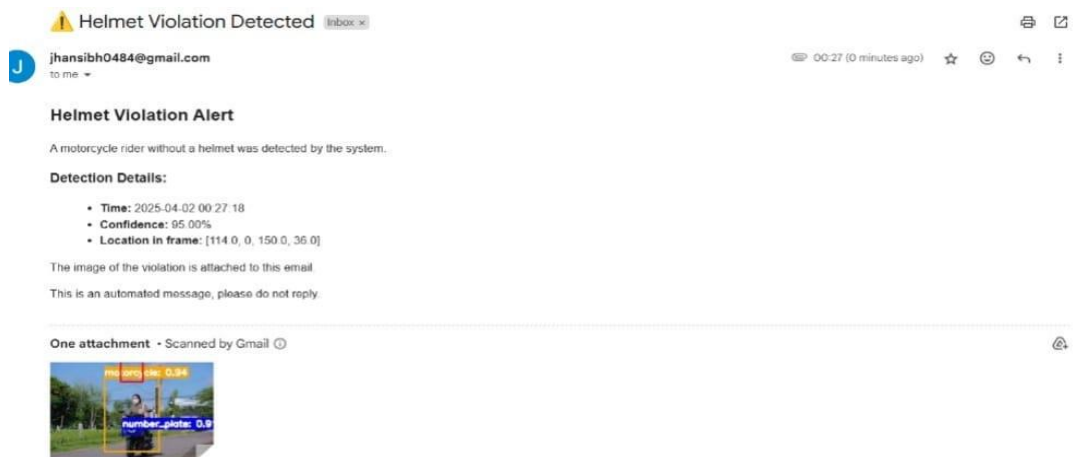 Helmet Violation Detected Inbox x
J
jhansibh0484@gmail.com
00:27 (0 minutes ago)
to me
Helmet Violation Alert
A motorcycle rider without a helmet was detected by the system.
Detection Details:
• Time: 2025-04-02 00:27:18
• Confidence: 95.00%
• Location in frame: [114.0, 0, 150.0, 36.0]
The image of the violation is attached to this email.
This is an automated message, please do not reply.
One attachment • Scanned by Gmail
motorcycle: 0.94
number_plate: 0.9